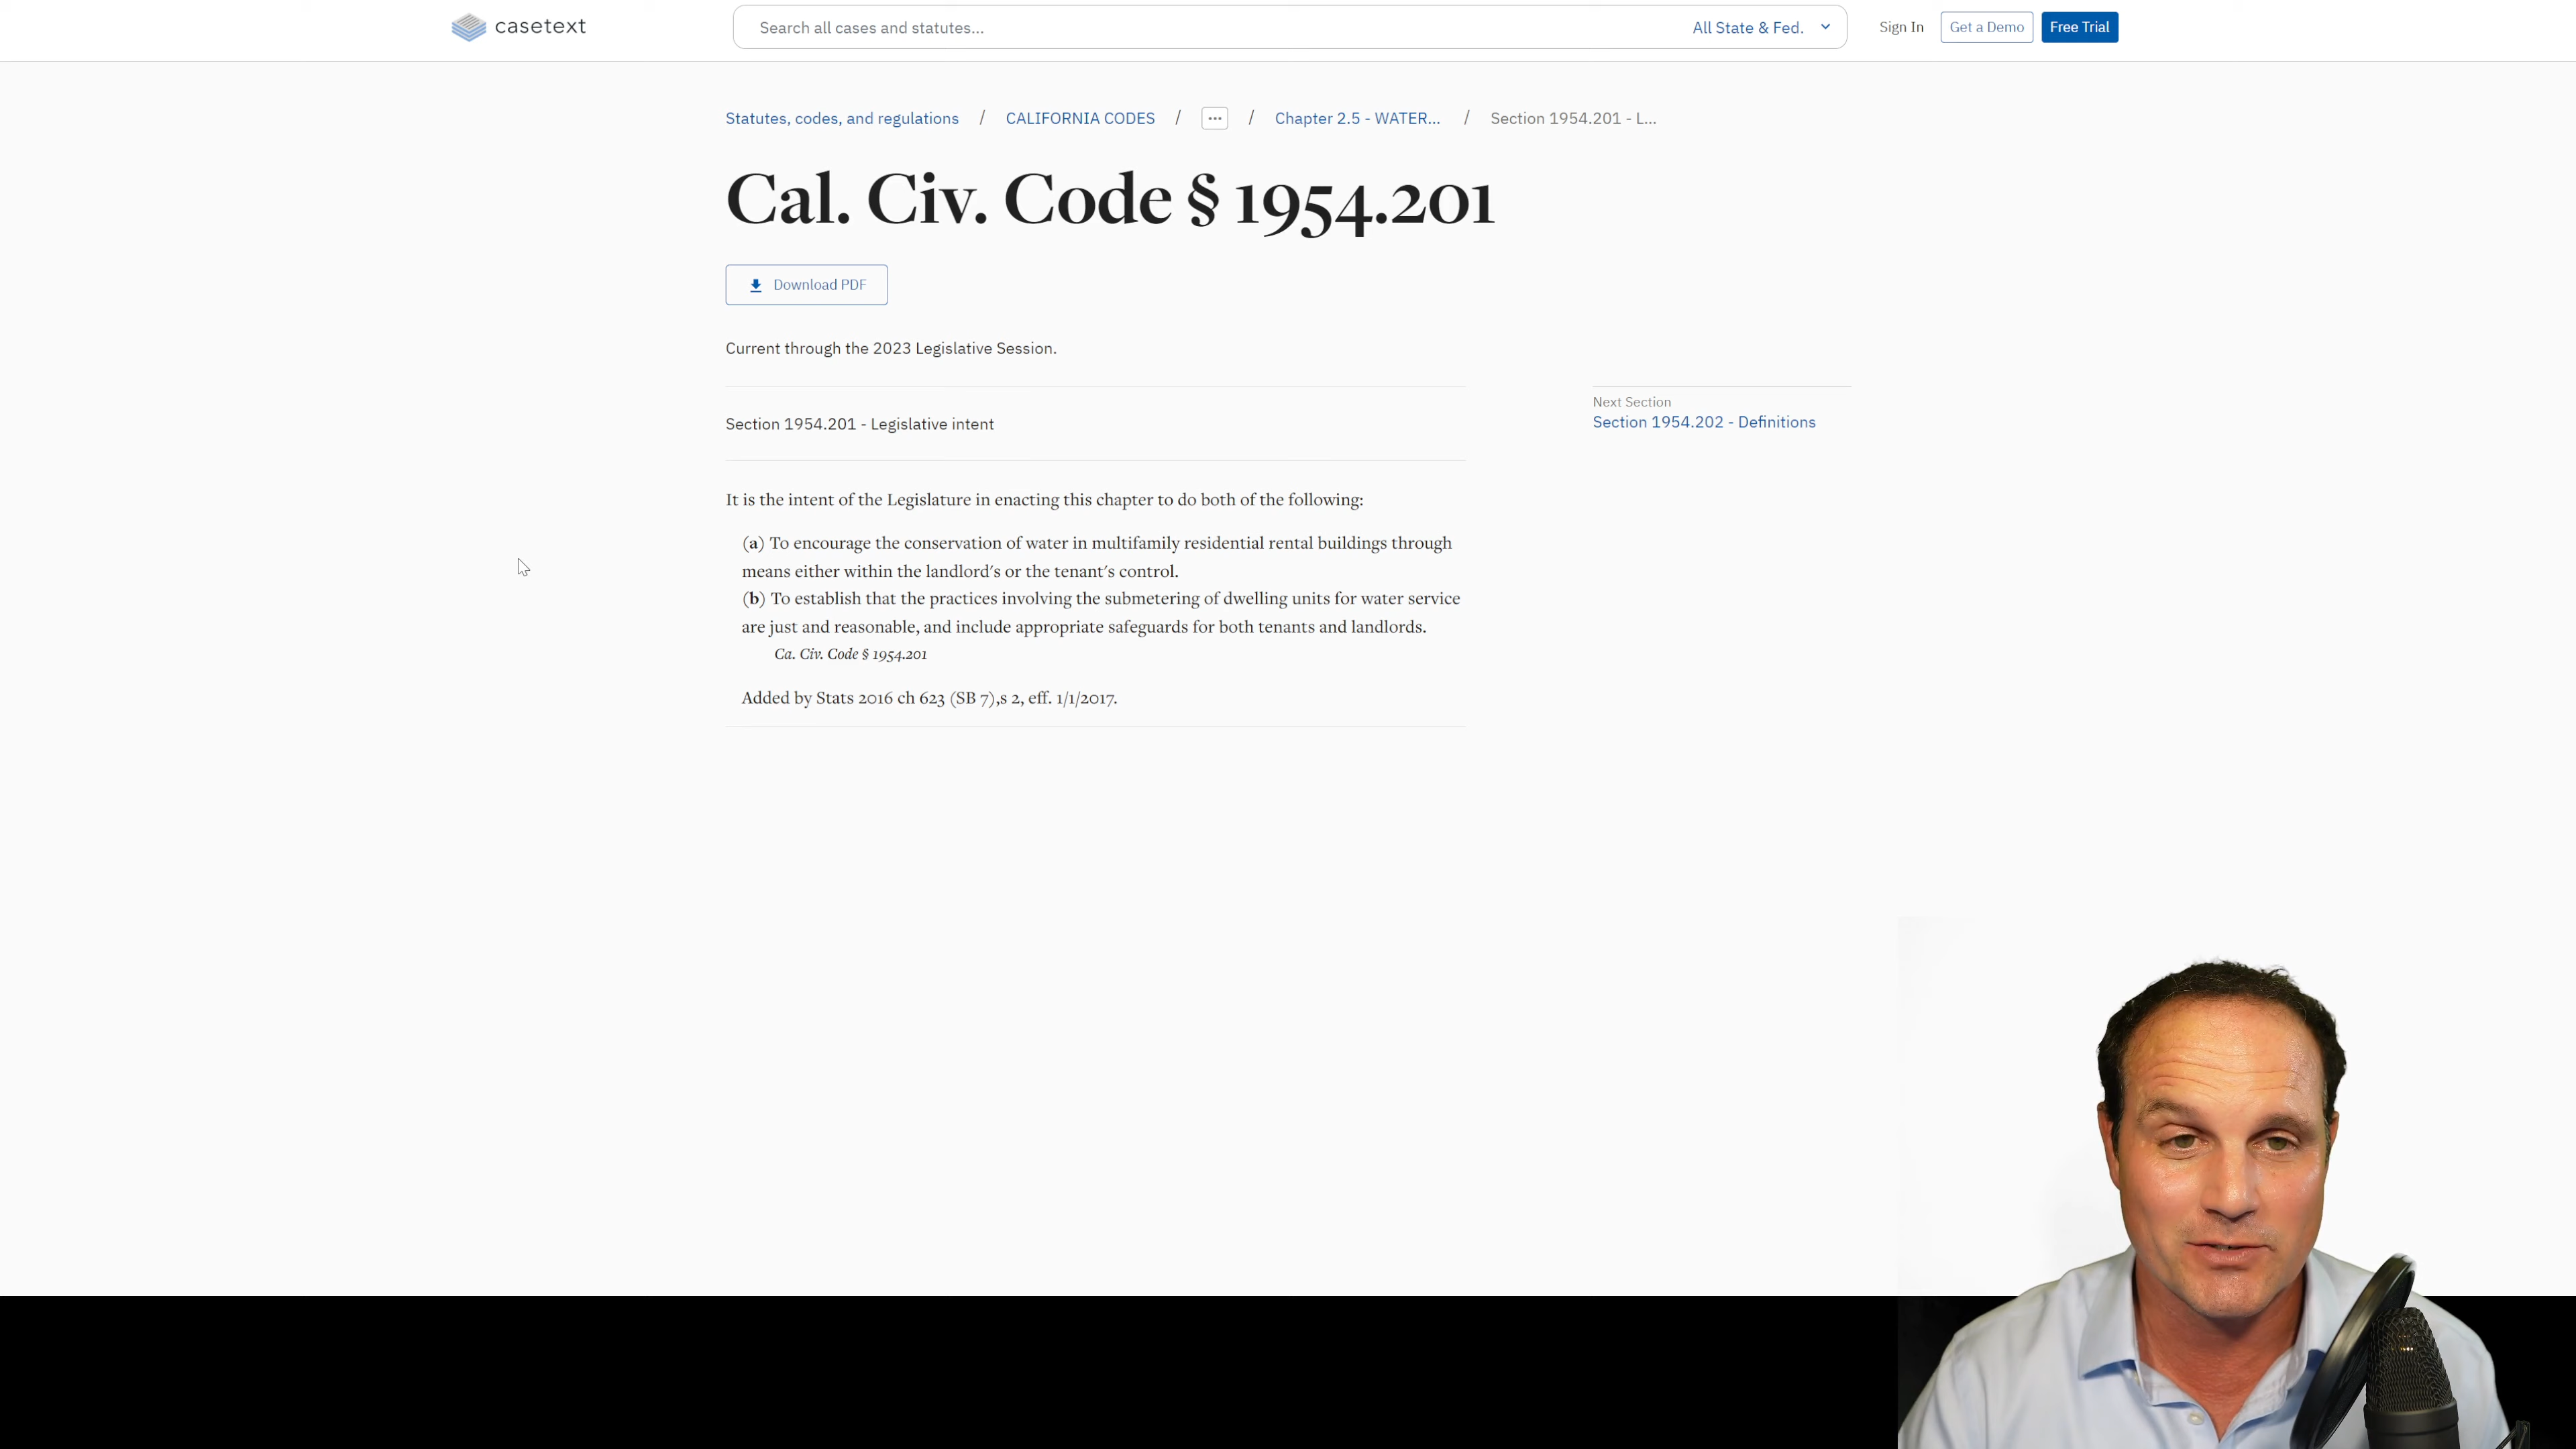 casetext
Search all cases and statutes...
All State & Fed.
Sign In
Get a Demo
Free Trial
Statutes, codes, and regulations / CALIFORNIA CODES / ... / Chapter 2.5 - WATER... / Section 1954.201 - L...
Cal. Civ. Code § 1954.201
Download PDF
Current through the 2023 Legislative Session.
Section 1954.201 - Legislative intent
Next Section
Section 1954.202 - Definitions
It is the intent of the Legislature in enacting this chapter to do both of the following:
(a) To encourage the conservation of water in multifamily residential rental buildings through
means either within the landlord's or the tenant's control.
(b) To establish that the practices involving the submetering of dwelling units for water service
are just and reasonable, and include appropriate safeguards for both tenants and landlords.
Ca. Civ. Code § 1954.201
Added by Stats 2016 ch 623 (SB 7),s 2, eff. 1/1/2017.